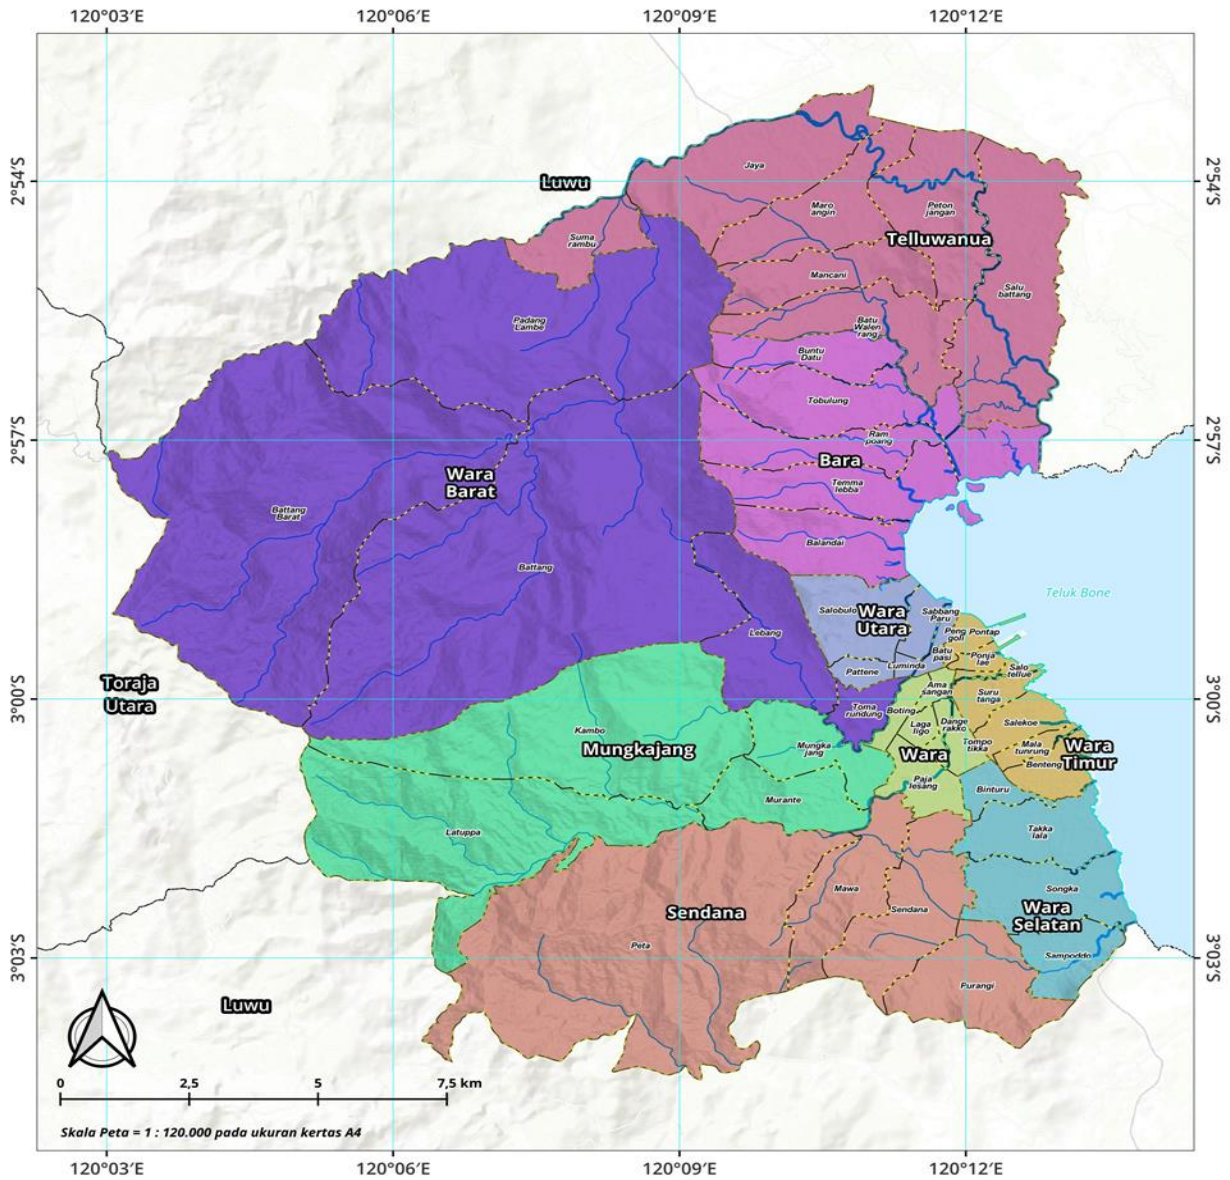 120°03′E
120°06′E
120°09′E
120°12′E
2°54′S
2°54′S
Luwu
Jaya
Maro
angin
Peton
jangan
Telluwanua
Suma
rambu
Mancani
Salu
battang
Padang
Lambe
Batu
Walen
rang
Buntu
Datu
Tobulung
2°57′S
2°57′S
Ram
poang
Bara
Wara
Barat
Temma
lebba
Battang
Barat
Balandai
Battang
Teluk Bone
Salobulo
Wara
Utara
Sabbang
Paru
Peng
goli
Pontap
Lebang
Batu
pasi
Ponja
lae
Pattene
Luminda
Salo
tellue
Toraja
Utara
3°00′S
3°00′S
Ama
sangan
Suru
tanga
Toma
rundung
Boting
Laga
ligo
Dange
rakko
Salekoe
Kambo
Mungkajang
Mungka
jang
Wara
Tompo
tikka
Mala
tunrung
Wara
Timur
Benteng
Paja
lesang
Binturu
Murante
Latuppa
Takka
lala
Mawa
Songka
Sendana
Sendana
Wara
Selatan
Peta
3°03′S
3°03′S
Sampoddo
Purangi
Luwu
0
2,5
5
7,5 km
Skala Peta = 1 : 120.000 pada ukuran kertas A4
120°03′E
120°06′E
120°09′E
120°12′E